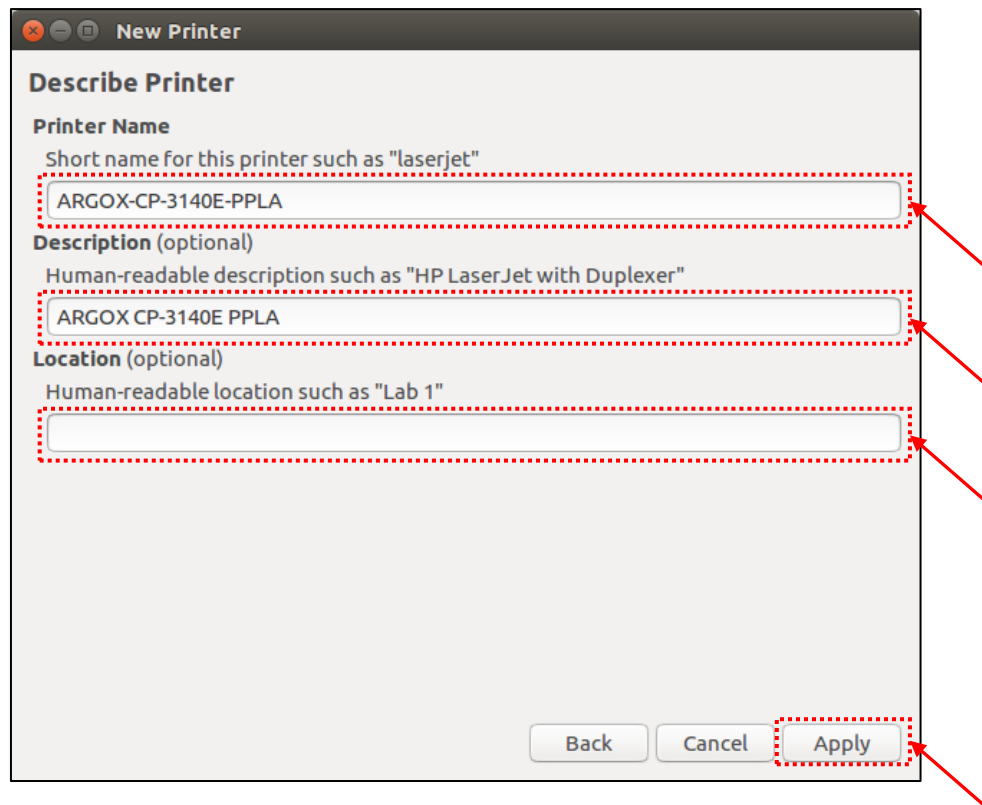 New Printer
Describe Printer
Printer Name
Short name for this printer such as "laserjet"
ARGOX-CP-3140E-PPLA
Description (optional)
Human-readable description such as "HP LaserJet with Duplexer"
ARGOX CP-3140E PPLA
Location (optional)
Human-readable location such as "Lab 1"
Back Cancel Apply